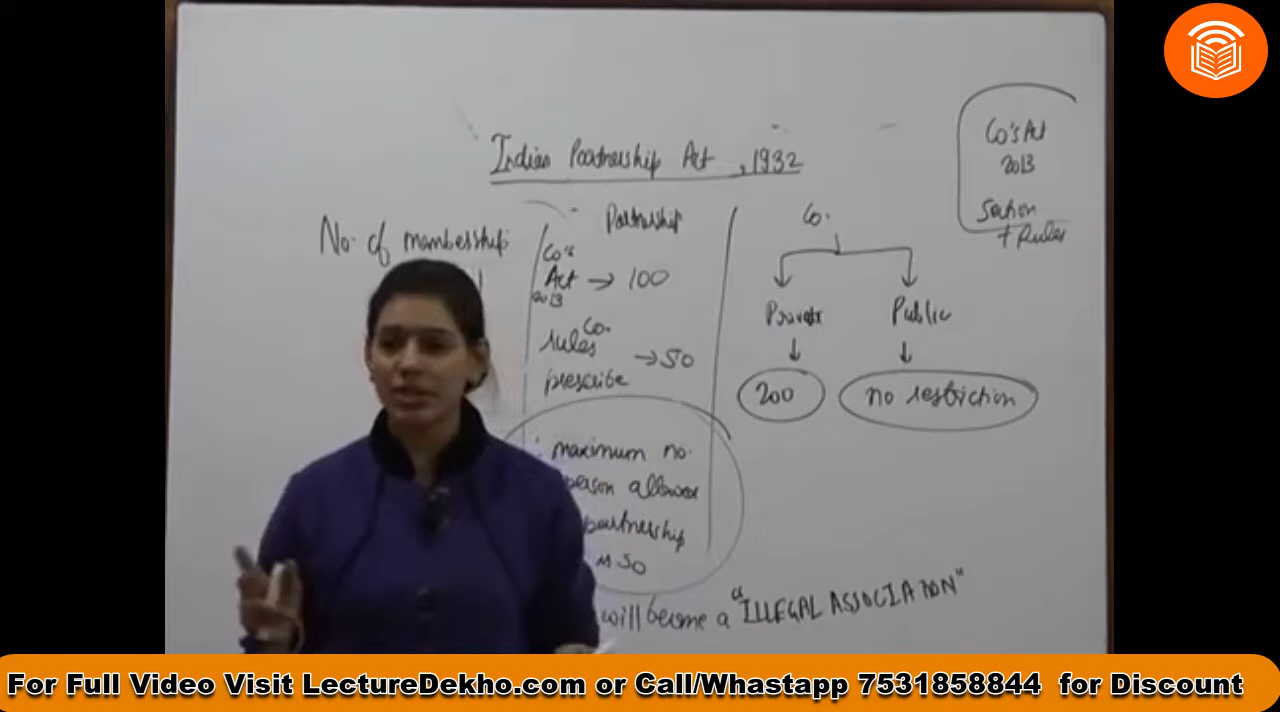 Indian Partnership Act , 1932
Co's Act
2013
Section
+ Rules
No. of membership
Partnership
Co's
Act → 100
2013
Co.
rules → 50
prescribe
maximum no.
person allowed
partnership
is 50
will become a "ILLEGAL ASSOCIATION"
Co.
Private Public
200 no restriction
For Full Video Visit LectureDekho.com or Call/Whastapp 7531858844 for Discount